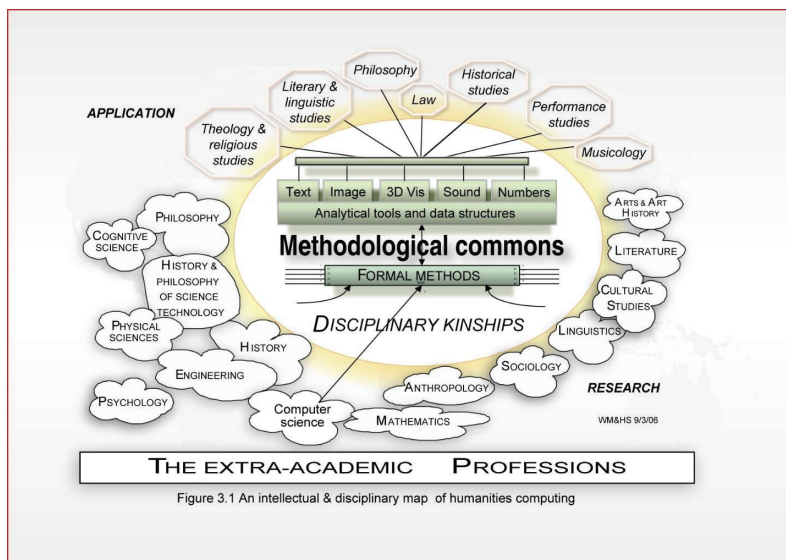 Philosophy
Historical
studies
Literary &
linguistic
studies
Law
APPLICATION
Performance
studies
Theology &
religious
studies
Musicology
Text
Image
3D Vis
Sound
Numbers
Analytical tools and data structures
Methodological commons
FORMAL METHODS
DISCIPLINARY KINSHIPS
PHILOSOPHY
COGNITIVE
SCIENCE
HISTORY &
PHILOSOPHY
OF SCIENCE
TECHNOLOGY
PHYSICAL
SCIENCES
HISTORY
ENGINEERING
PSYCHOLOGY
Computer
science
MATHEMATICS
ANTHROPOLOGY
SOCIOLOGY
LINGUISTICS
CULTURAL
STUDIES
LITERATURE
ARTS & ART
HISTORY
RESEARCH
WM&HS 9/3/06
THE EXTRA-ACADEMIC PROFESSIONS
Figure 3.1 An intellectual & disciplinary map of humanities computing